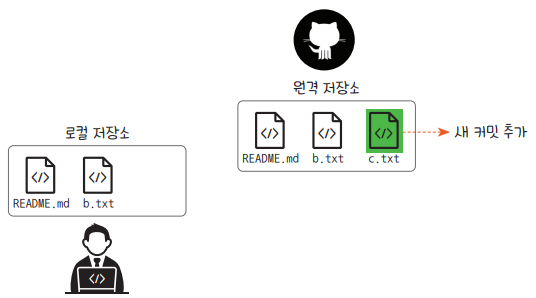 원격 저장소
README.md b.txt c.txt
새 커밋 추가
로컬 저장소
README.md b.txt